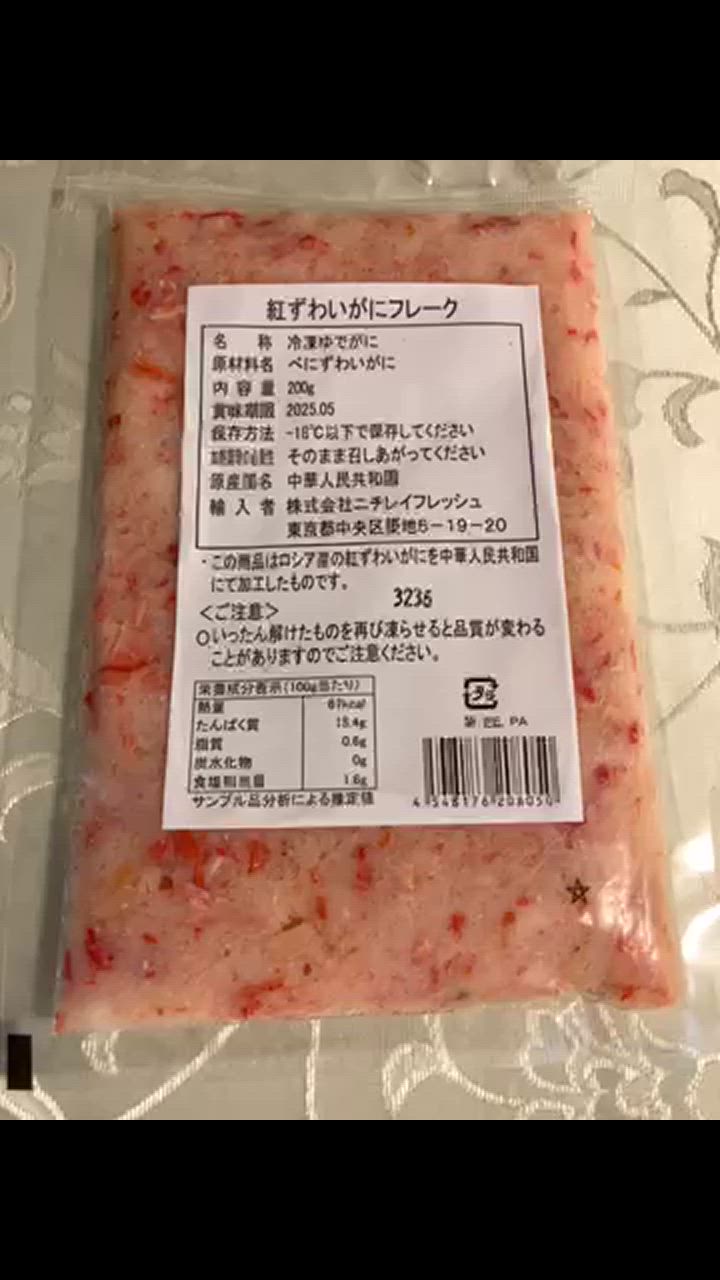 紅ずわいがにフレーク
名 称 冷凍ゆでがに
原材料名 べにずわいがに
内容量 200g
賞味期限 2025.05
保存方法 -18℃以下で保存してください
そのまま召しあがってください
原産国名 中華人民共和国
輸入者 株式会社ニチレイフレッシュ
東京都中央区築地6-19-20
・この商品はロシア産の紅ずわいがにを中華人民共和国
にて加工したものです。
3236
<ご注意>
○いったん解けたものを再び凍らせると品質が変わる
ことがありますのでご注意ください。
栄養成分表示(100g当たり)
熱量 67kcal
たんぱく質
脂質 0.6g
炭水化物 0g
食塩相当量 1.6g
サンプル品分析による推定値
プラ
PE, PA